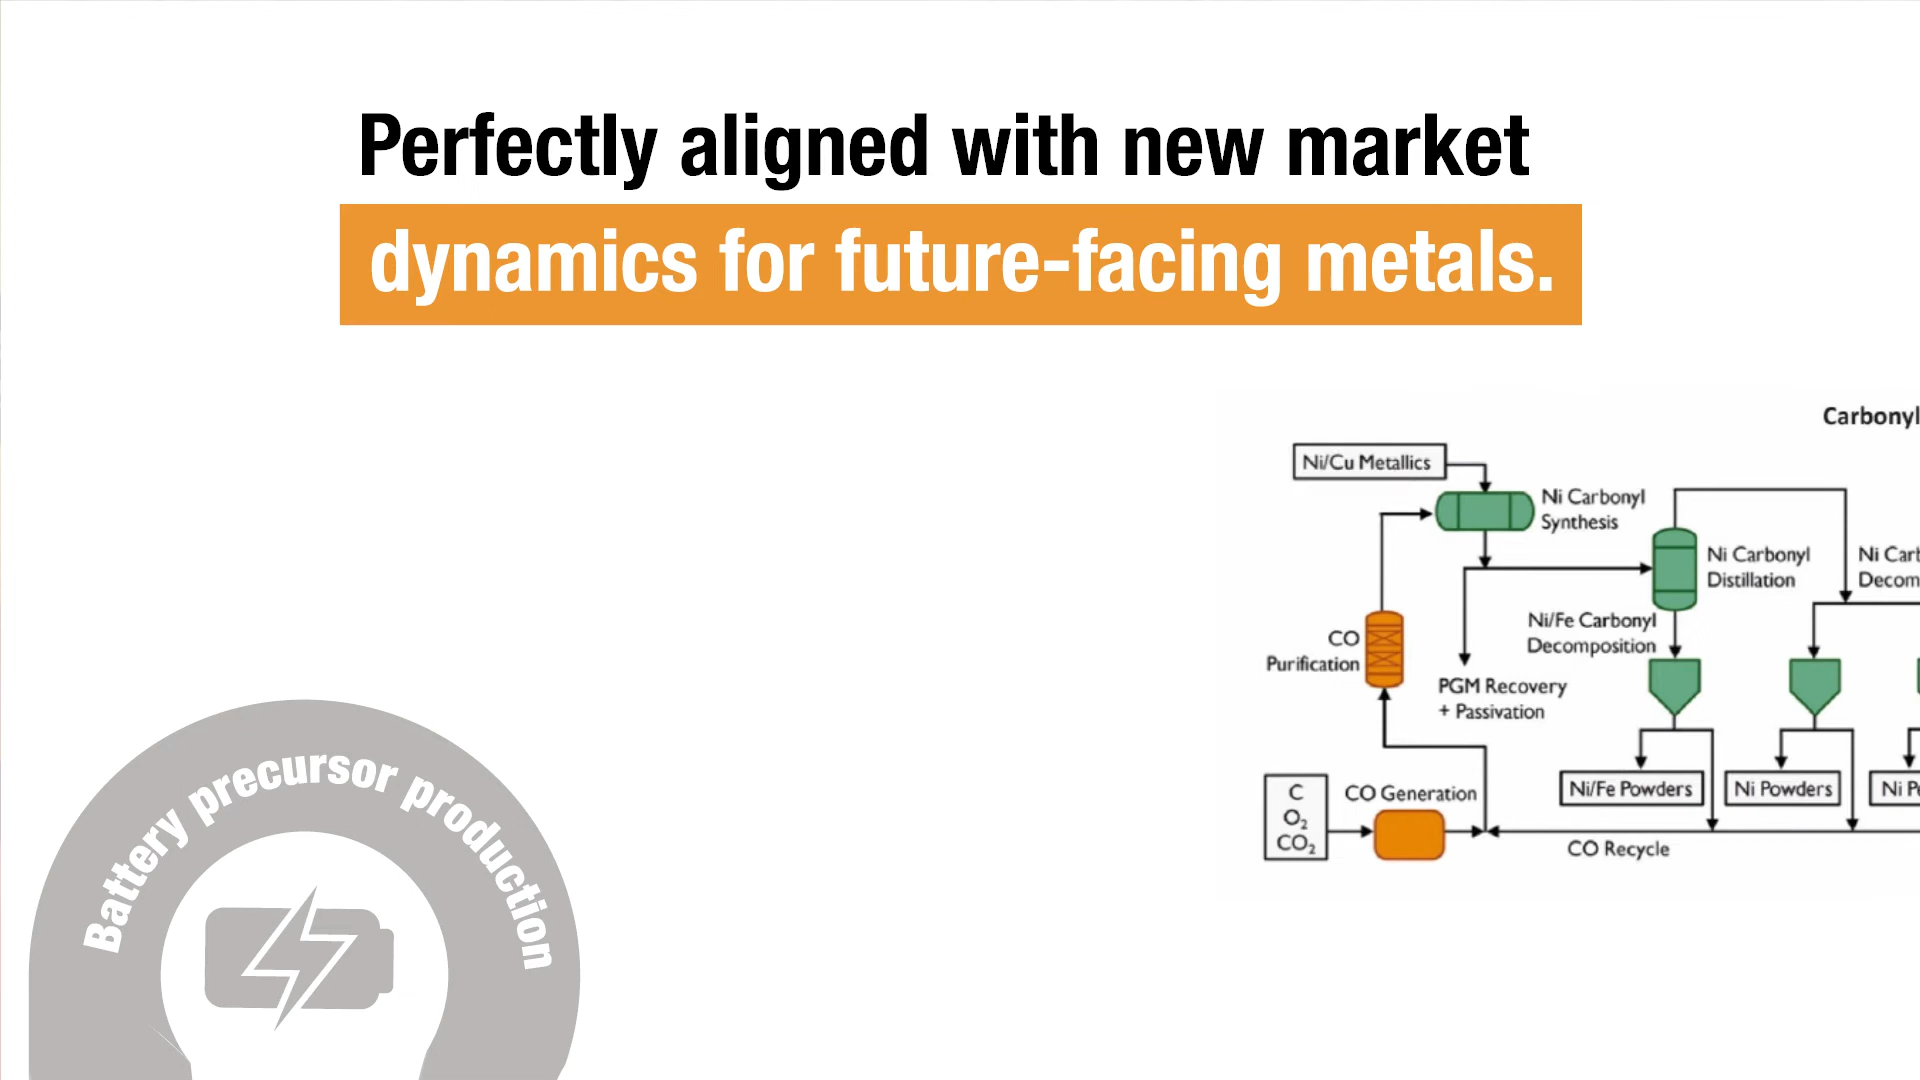 Perfectly aligned with new market
dynamics for future-facing metals.
Carbonyl
Ni/Cu Metallics
Ni Carbonyl
Synthesis
Ni Carbonyl
Distillation
Ni/Fe Carbonyl
Decomposition
CO
Purification
PGM Recovery
+ Passivation
Ni/Fe Powders
Ni Powders
Ni
C
O₂
CO₂
CO Generation
CO Recycle
Battery precursor production